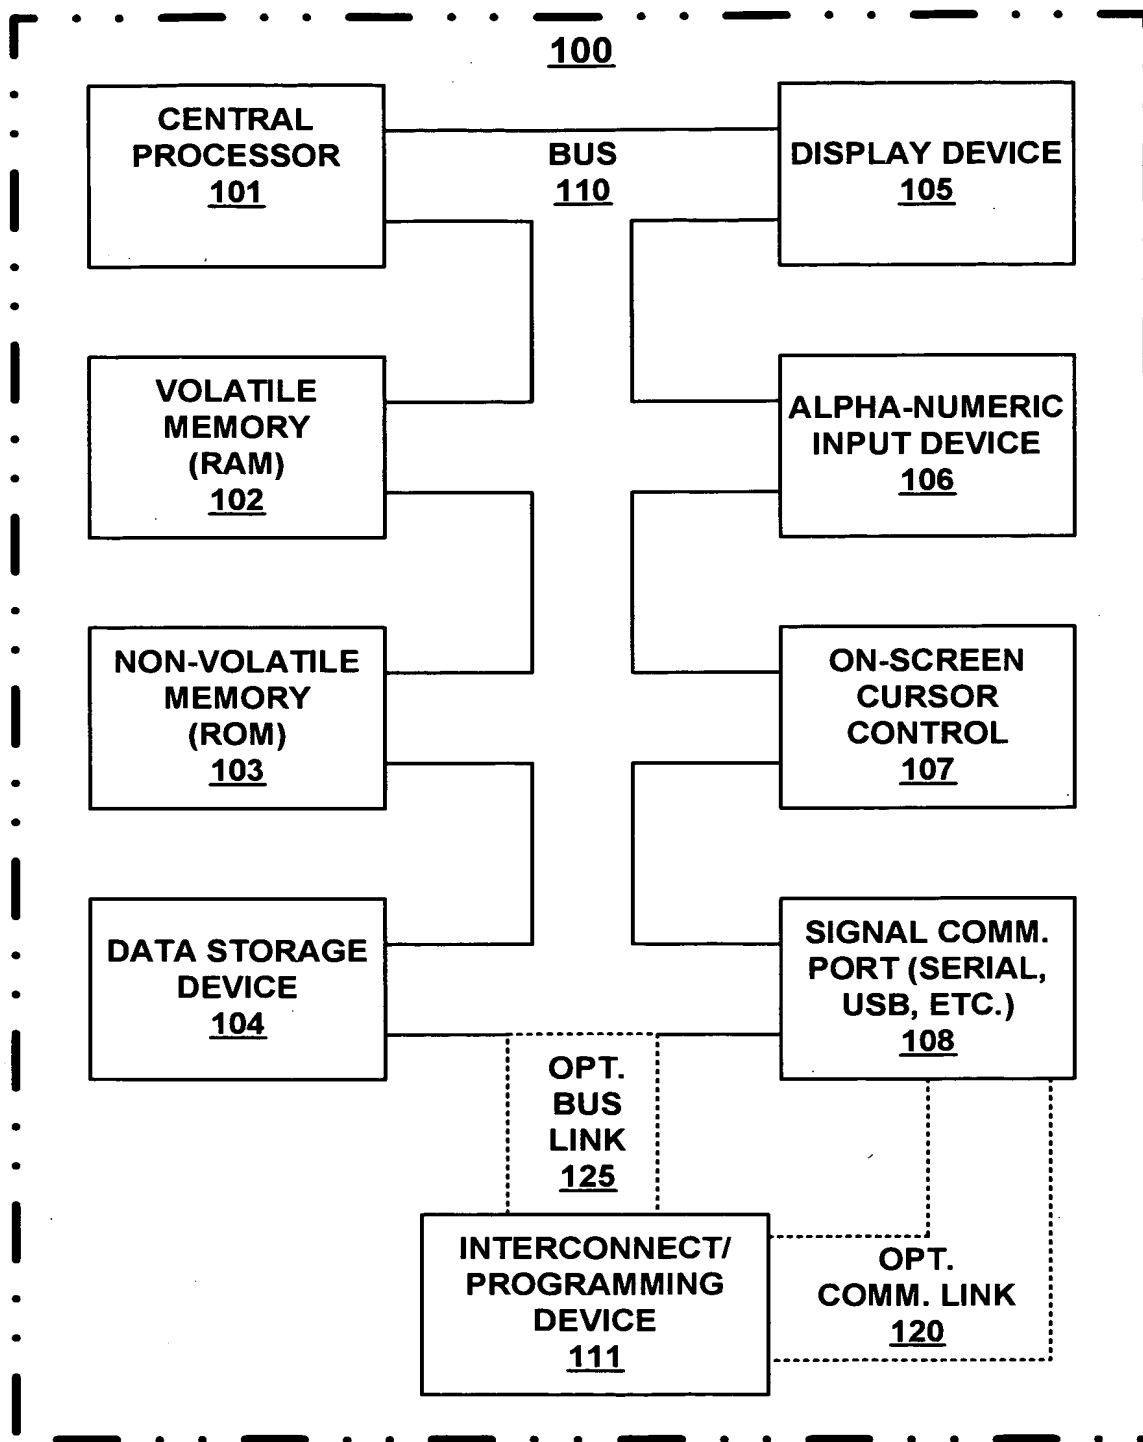 100
CENTRAL
PROCESSOR
101
BUS
110
DISPLAY DEVICE
105
VOLATILE
MEMORY
(RAM)
102
ALPHA-NUMERIC
INPUT DEVICE
106
NON-VOLATILE
MEMORY
(ROM)
103
ON-SCREEN
CURSOR
CONTROL
107
DATA STORAGE
DEVICE
104
SIGNAL COMM.
PORT (SERIAL,
USB, ETC.)
108
OPT.
BUS
LINK
125
INTERCONNECT/
PROGRAMMING
DEVICE
111
OPT.
COMM. LINK
120